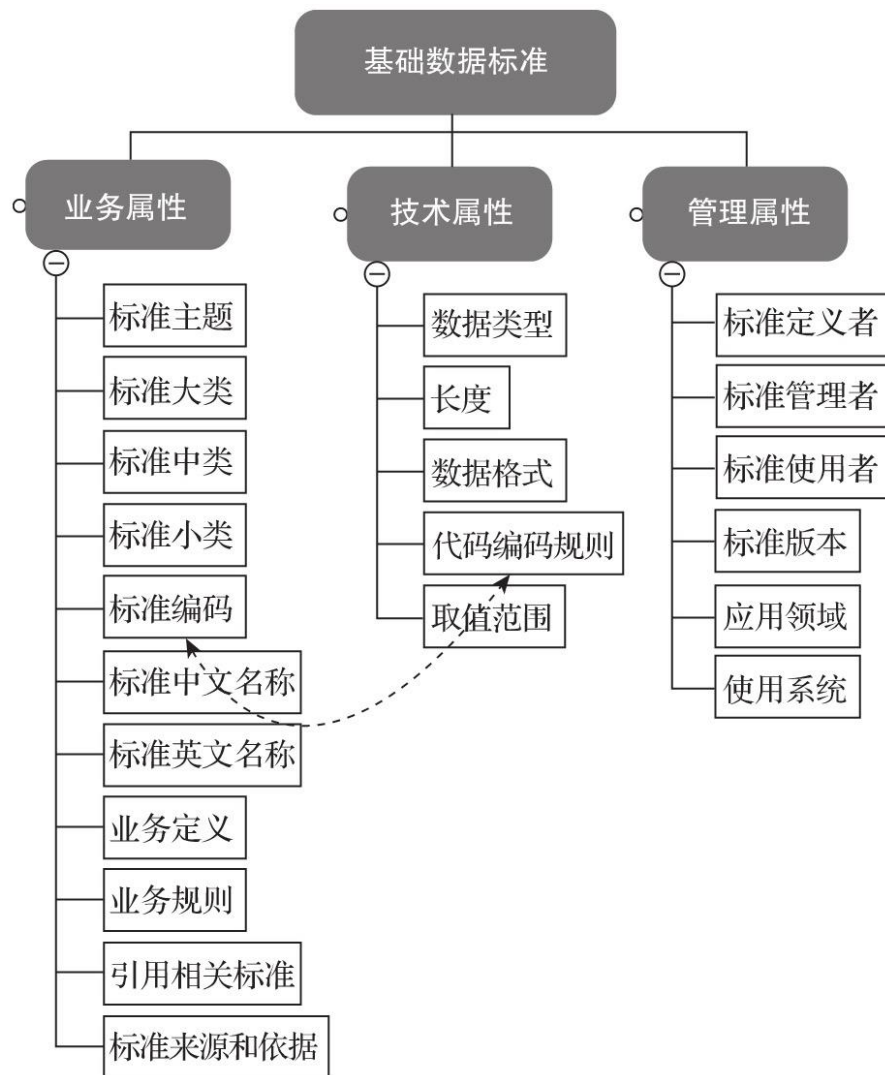 基础数据标准
业务属性
标准主题
标准大类
标准中类
标准小类
标准编码
标准中文名称
标准英文名称
业务定义
业务规则
引用相关标准
标准来源和依据
技术属性
数据类型
长度
数据格式
代码编码规则
取值范围
管理属性
标准定义者
标准管理者
标准使用者
标准版本
应用领域
使用系统